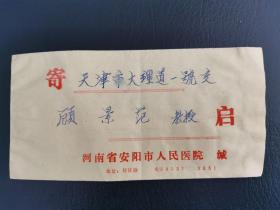 寄 天津市大理道一號交
顾景范 教授 启
河南省安阳市人民医院 缄